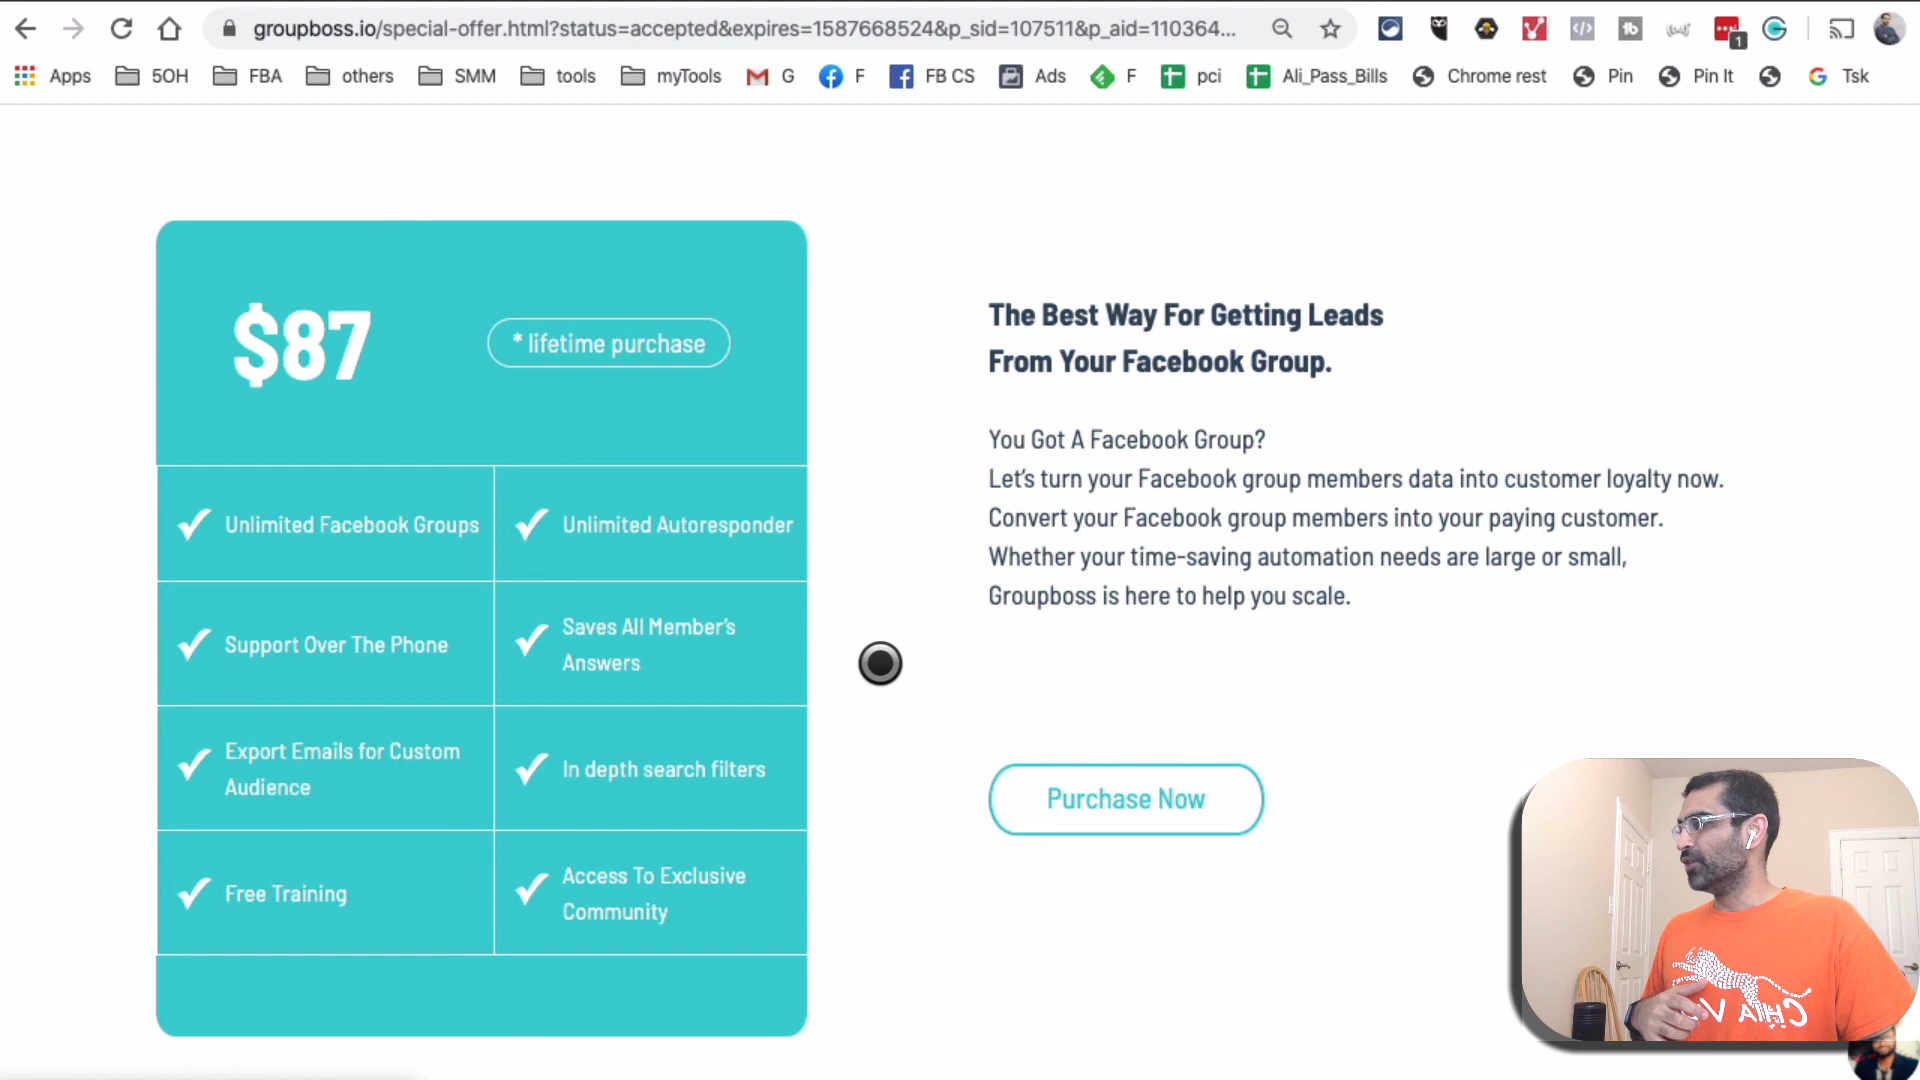 groupboss.io/special-offer.html?status=accepted&expires=1587668524&p_sid=107511&p_aid=110364...
1
Apps
5OH
FBA
others
SMM
tools
myTools
G
F
FB CS
Ads
F
pci
Ali_Pass_Bills
Chrome rest
Pin
Pin It
Tsk
$87
* lifetime purchase
Unlimited Facebook Groups
Unlimited Autoresponder
Support Over The Phone
Saves All Member's
Answers
Export Emails for Custom
Audience
In depth search filters
Free Training
Access To Exclusive
Community
The Best Way For Getting Leads
From Your Facebook Group.
You Got A Facebook Group?
Let's turn your Facebook group members data into customer loyalty now.
Convert your Facebook group members into your paying customer.
Whether your time-saving automation needs are large or small,
Groupboss is here to help you scale.
Purchase Now